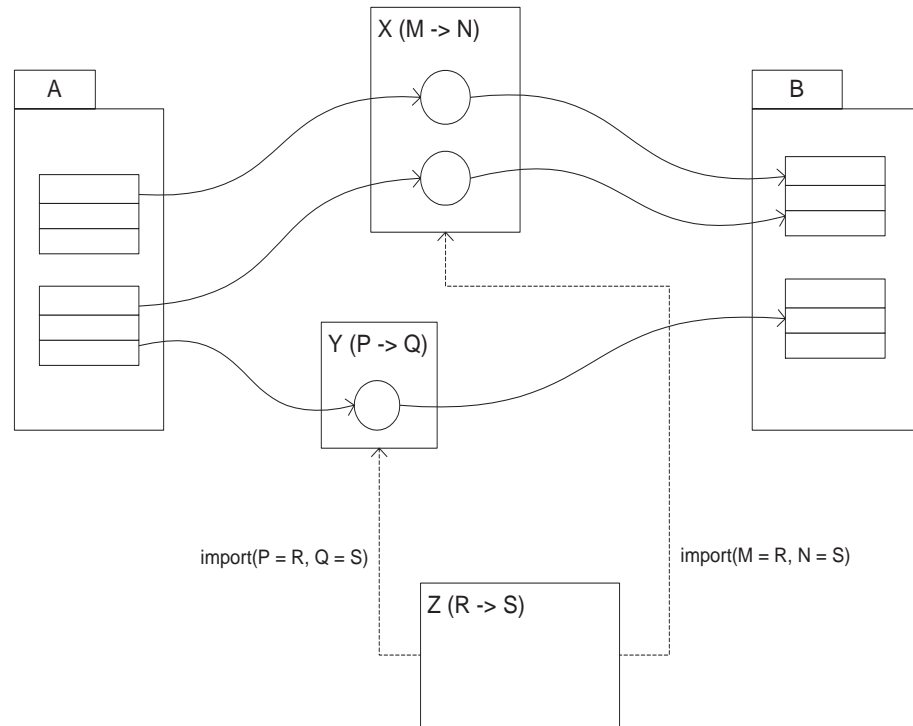 X (M -> N)
A
B
Y (P -> Q)
import(P = R, Q = S)
import(M = R, N = S)
Z (R -> S)